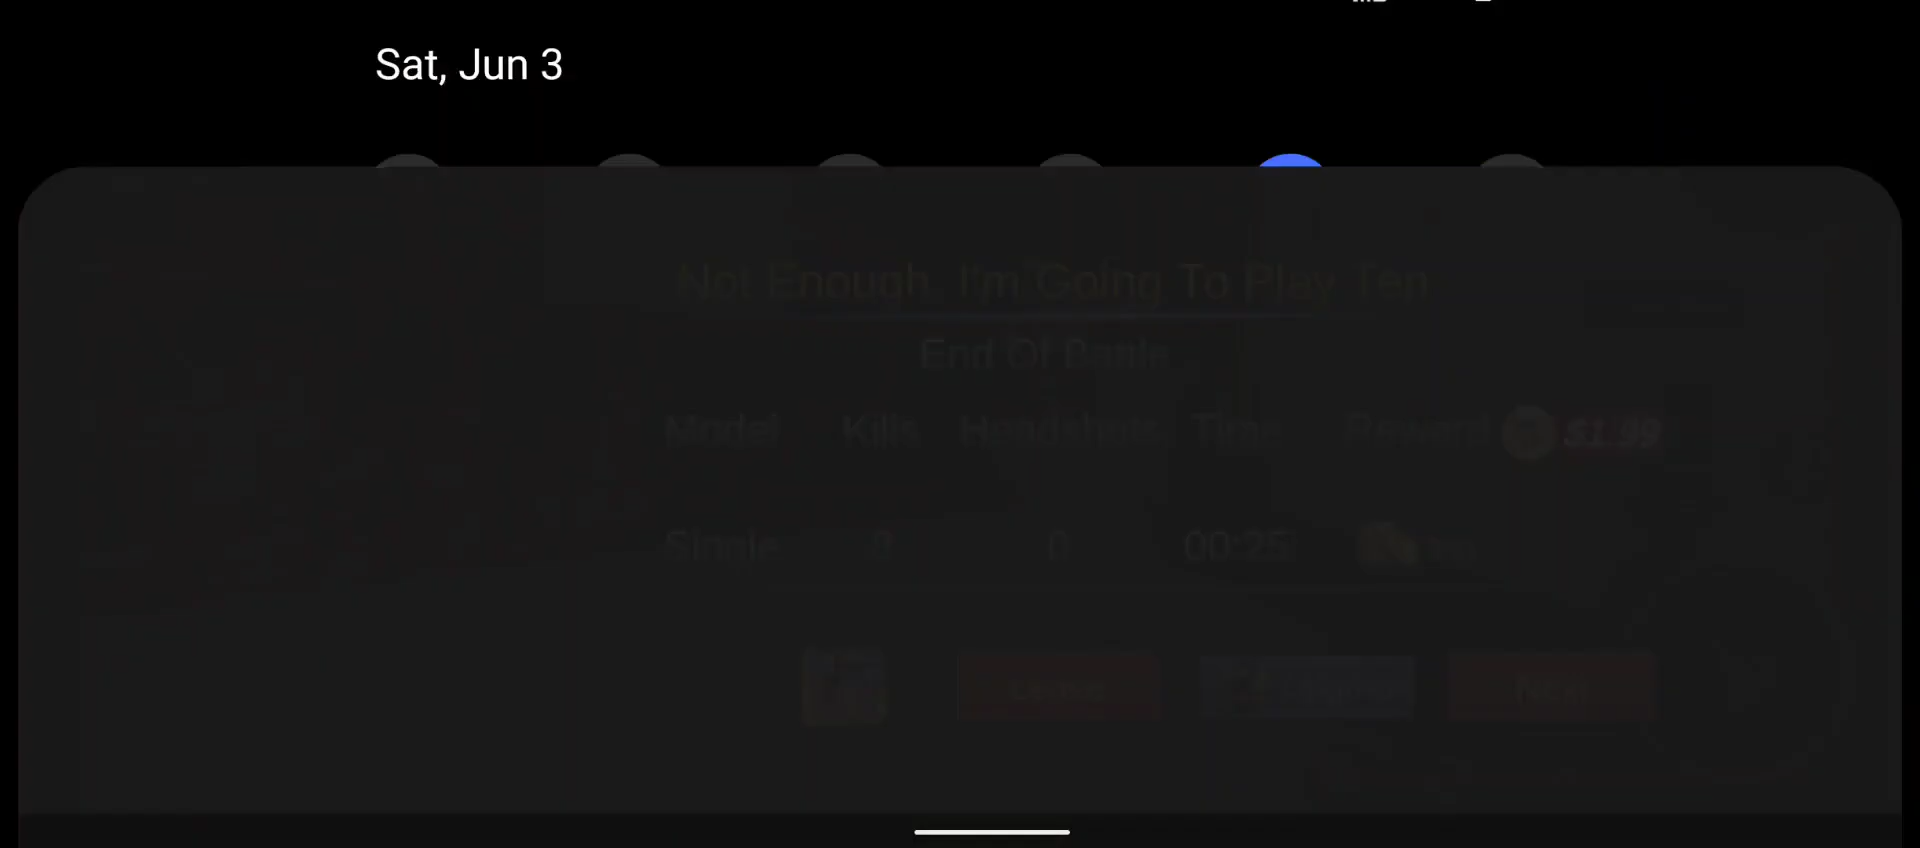 Sat, Jun 3
Not Enough. I'm Going To Play Ten
End Of Battle
Model Kills Headshots Time Reward $1.99
Single 0 00:25
Next